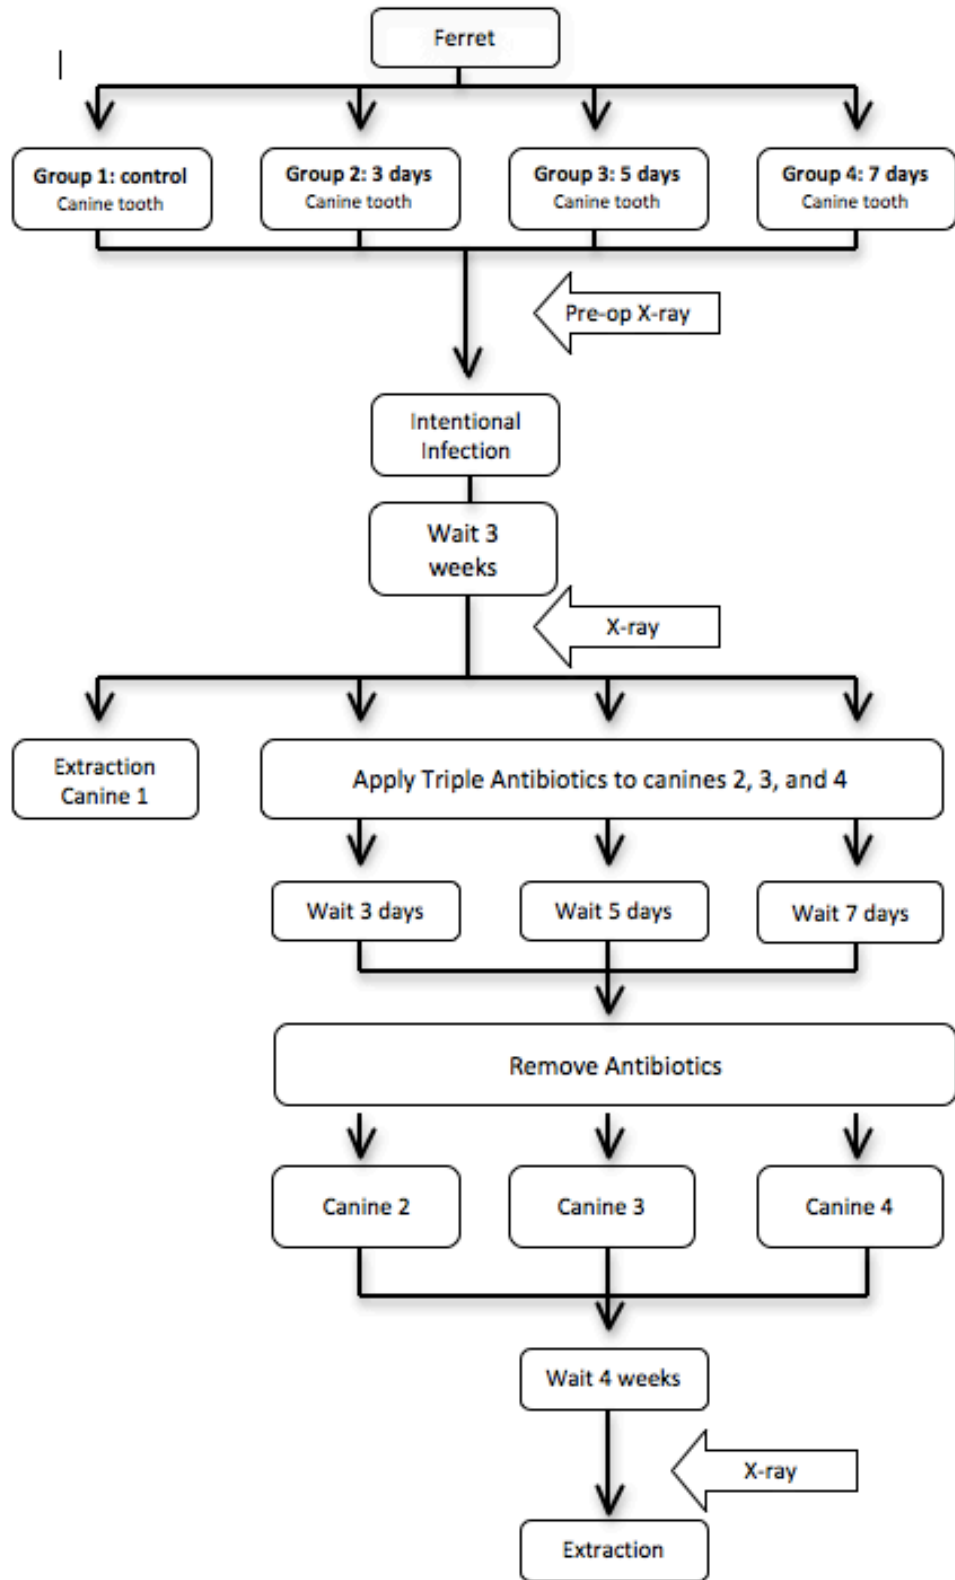 Ferret
Group 1: control
Canine tooth
Group 2: 3 days
Canine tooth
Group 3: 5 days
Canine tooth
Group 4: 7 days
Canine tooth
Pre-op X-ray
Intentional
Infection
Wait 3
weeks
X-ray
Extraction
Canine 1
Apply Triple Antibiotics to canines 2, 3, and 4
Wait 3 days
Wait 5 days
Wait 7 days
Remove Antibiotics
Canine 2
Canine 3
Canine 4
Wait 4 weeks
X-ray
Extraction